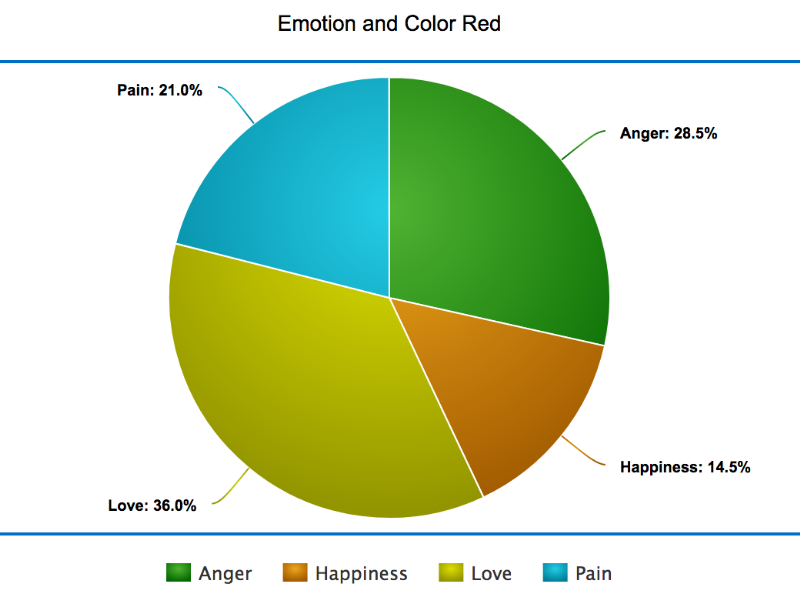 Emotion and Color Red
Pain: 21.0%
Anger: 28.5%
Happiness: 14.5%
Love: 36.0%
Anger Happiness Love Pain